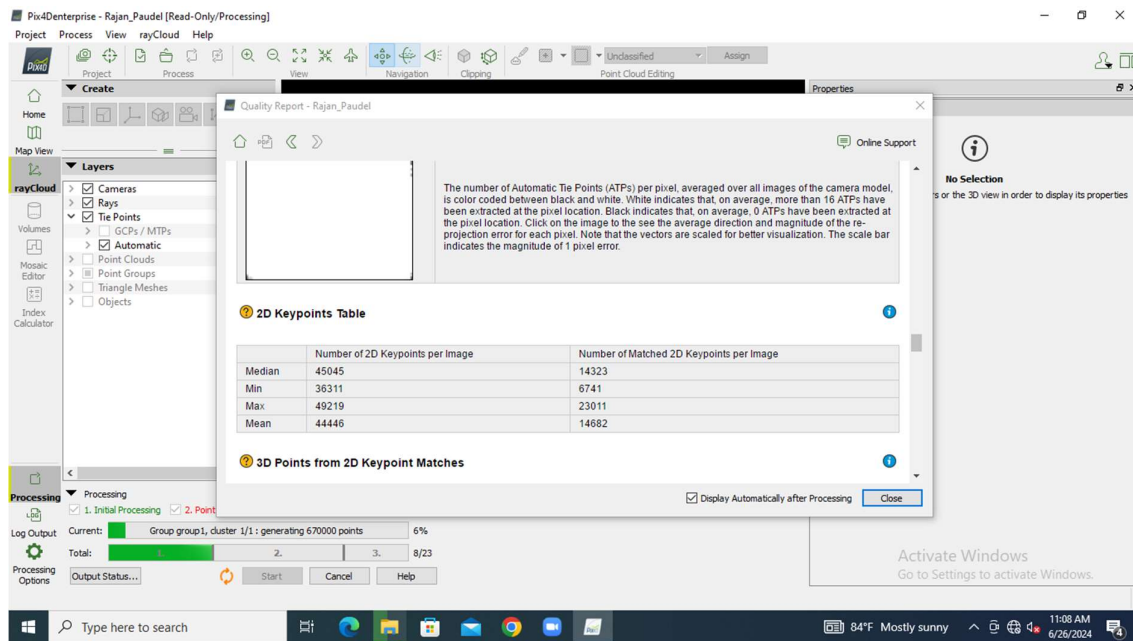 Pix4Denterprise - Rajan_Paudel [Read-Only/Processing]
Project Process View rayCloud Help
PIX4D
Project Process View Navigation Clipping Point Cloud Editing
Unclassified Assign
Home
Map View
rayCloud
Volumes
Mosaic
Editor
Index
Calculator
Processing
Log Output
Processing
Options
Create
Layers
Cameras
Rays
Tie Points
GCPs / MTPs
Automatic
Point Clouds
Point Groups
Triangle Meshes
Objects
Properties
No Selection
rs or the 3D view in order to display its properties
Quality Report - Rajan_Paudel
Online Support
The number of Automatic Tie Points (ATPs) per pixel, averaged over all images of the camera model,
is color coded between black and white. White indicates that, on average, more than 16 ATPs have
been extracted at the pixel location. Black indicates that, on average, 0 ATPs have been extracted at
the pixel location. Click on the image to the see the average direction and magnitude of the re-
projection error for each pixel. Note that the vectors are scaled for better visualization. The scale bar
indicates the magnitude of 1 pixel error.
2D Keypoints Table
Number of 2D Keypoints per Image Number of Matched 2D Keypoints per Image
Median 45045 14323
Min 36311 6741
Max 49219 23011
Mean 44446 14682
3D Points from 2D Keypoint Matches
Display Automatically after Processing Close
Processing
1. Initial Processing 2. Point
Current: Group group1, cluster 1/1 : generating 670000 points 6%
Total: 1. 2. 3. 8/23
Output Status... Start Cancel Help
Activate Windows
Go to Settings to activate Windows.
Type here to search
84°F Mostly sunny
11:08 AM
6/26/2024
4